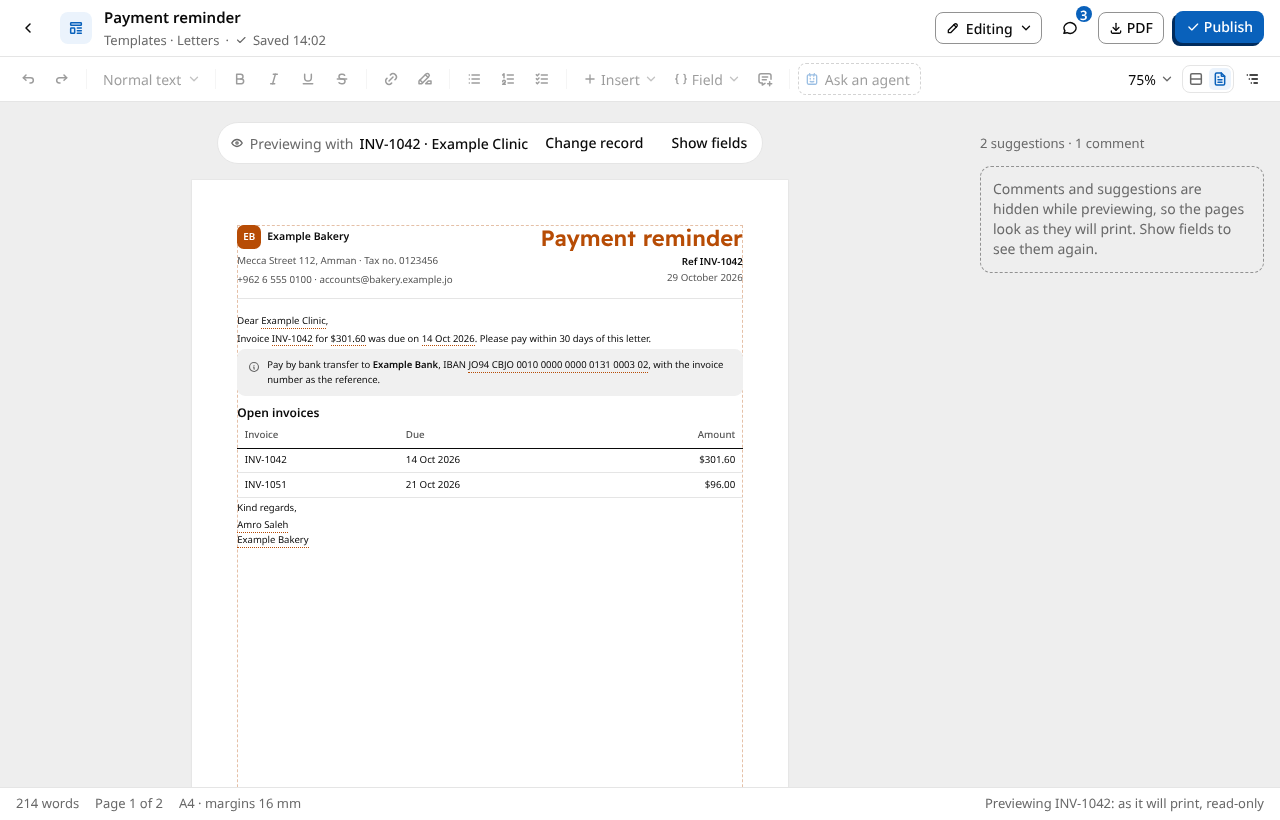 Payment reminder
Templates · Letters · Saved 14:02
Editing
3
PDF
Publish
Normal text
B I U S
Insert
{ } Field
Ask an agent
75%
Previewing with INV-1042 · Example Clinic Change record Show fields
2 suggestions · 1 comment
Comments and suggestions are
hidden while previewing, so the pages
look as they will print. Show fields to
see them again.
EB Example Bakery
Payment reminder
Mecca Street 112, Amman · Tax no. 0123456
Ref INV-1042
+962 6 555 0100 · accounts@bakery.example.jo
29 October 2026
Dear Example Clinic,
Invoice INV-1042 for $301.60 was due on 14 Oct 2026. Please pay within 30 days of this letter.
Pay by bank transfer to Example Bank, IBAN JO94 CBJO 0010 0000 0000 0131 0003 02, with the invoice
number as the reference.
Open invoices
Invoice Due Amount
INV-1042 14 Oct 2026 $301.60
INV-1051 21 Oct 2026 $96.00
Kind regards,
Amro Saleh
Example Bakery
214 words Page 1 of 2 A4 · margins 16 mm
Previewing INV-1042: as it will print, read-only